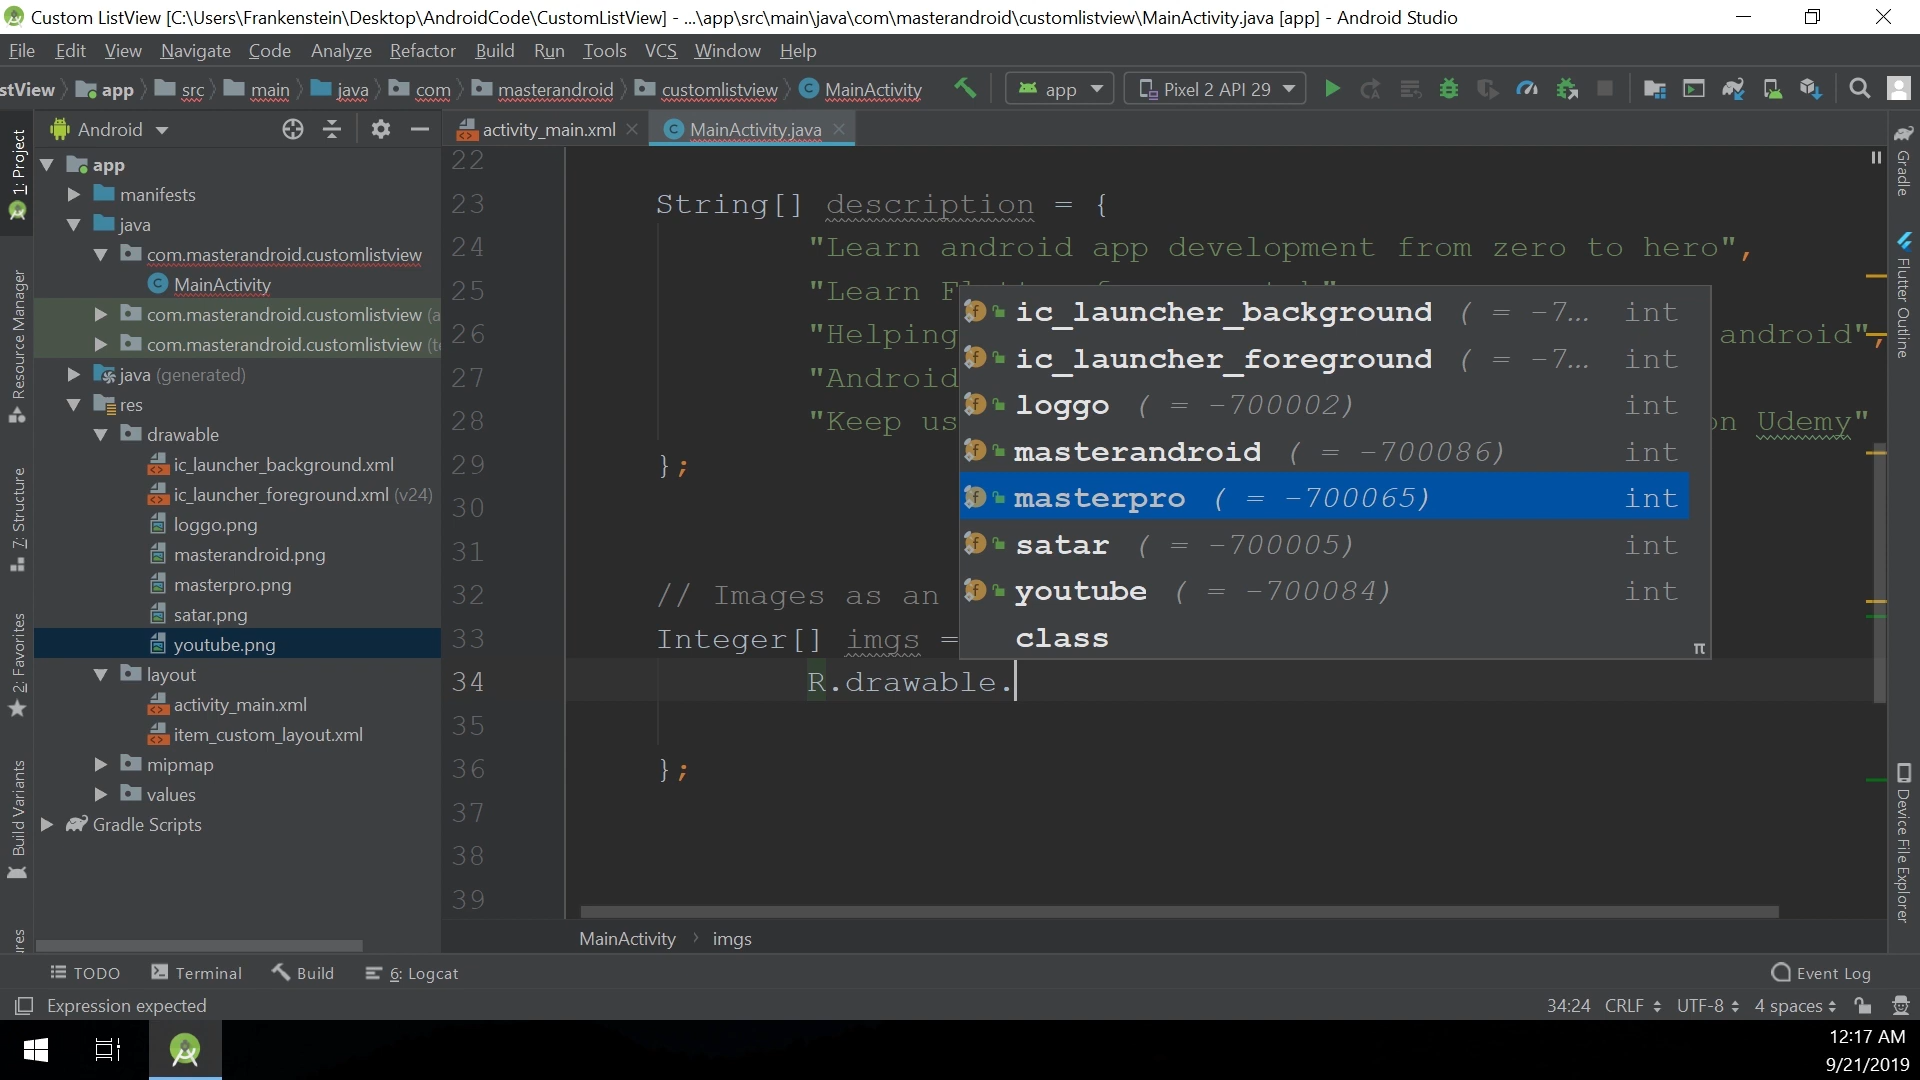 Custom ListView [C:\Users\Frankenstein\Desktop\AndroidCode\CustomListView] - ...\app\src\main\java\com\masterandroid\customlistview\MainActivity.java [app] - Android Studio
File Edit View Navigate Code Analyze Refactor Build Run Tools VCS Window Help
stView app src main java com masterandroid customlistview MainActivity app Pixel 2 API 29
Android
activity_main.xml MainActivity.java
1: Project
Resource Manager
7: Structure
2: Favorites
Build Variants
app
manifests
java
com.masterandroid.customlistview
MainActivity
com.masterandroid.customlistview (a
com.masterandroid.customlistview (t
java (generated)
res
drawable
ic_launcher_background.xml
ic_launcher_foreground.xml (v24)
loggo.png
masterandroid.png
masterpro.png
satar.png
youtube.png
layout
activity_main.xml
item_custom_layout.xml
mipmap
values
Gradle Scripts
22
23 String[] description = {
24 "Learn android app development from zero to hero",
25 "Learn Fl
26 "Helping android",
27 "Android
28 "Keep us on Udemy"
29 };
30
31
32 // Images as an
33 Integer[] imgs =
34 R.drawable.
35
36 };
37
38
39
ic_launcher_background ( = -7... int
ic_launcher_foreground ( = -7... int
loggo ( = -700002) int
masterandroid ( = -700086) int
masterpro ( = -700065) int
satar ( = -700005) int
youtube ( = -700084) int
class
π
MainActivity › imgs
Gradle
Flutter Outline
Device File Explorer
TODO Terminal Build 6: Logcat Event Log
Expression expected 34:24 CRLF UTF-8 4 spaces
12:17 AM
9/21/2019